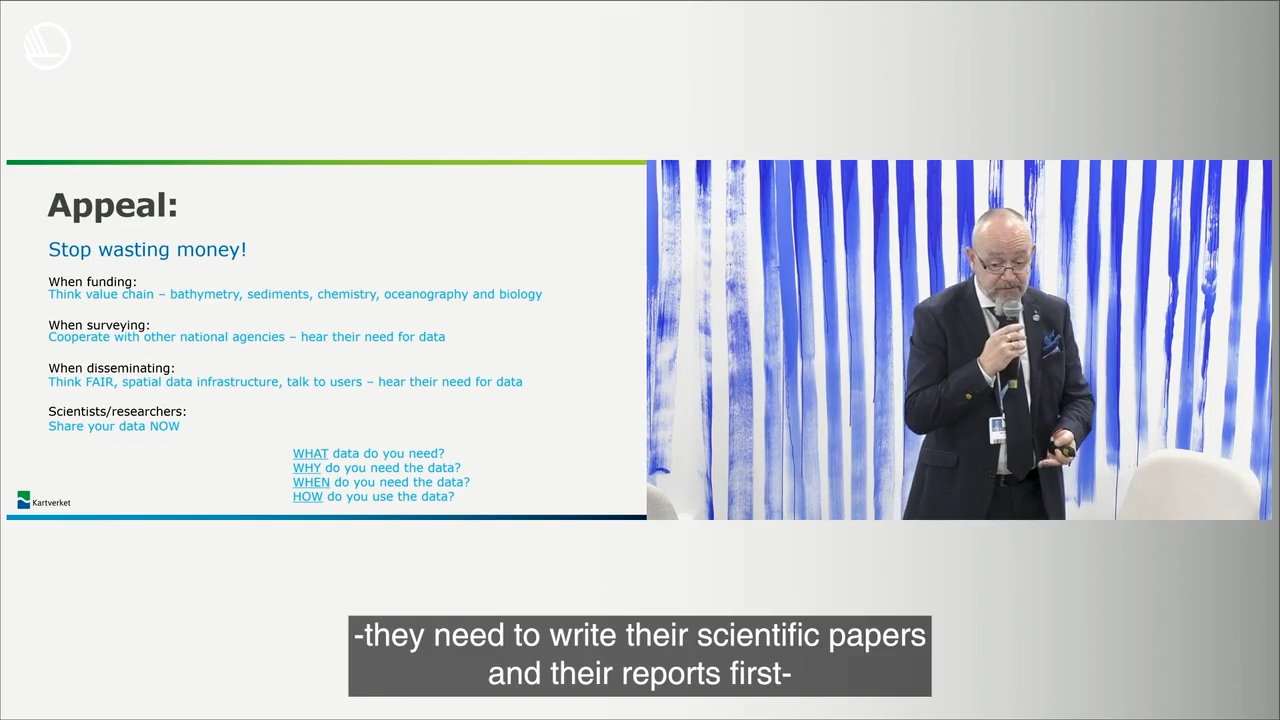 Appeal:
Stop wasting money!
When funding:
Think value chain – bathymetry, sediments, chemistry, oceanography and biology
When surveying:
Cooperate with other national agencies – hear their need for data
When disseminating:
Think FAIR, spatial data infrastructure, talk to users – hear their need for data
Scientists/researchers:
Share your data NOW
WHAT data do you need?
WHY do you need the data?
WHEN do you need the data?
HOW do you use the data?
Kartverket
-they need to write their scientific papers
and their reports first-